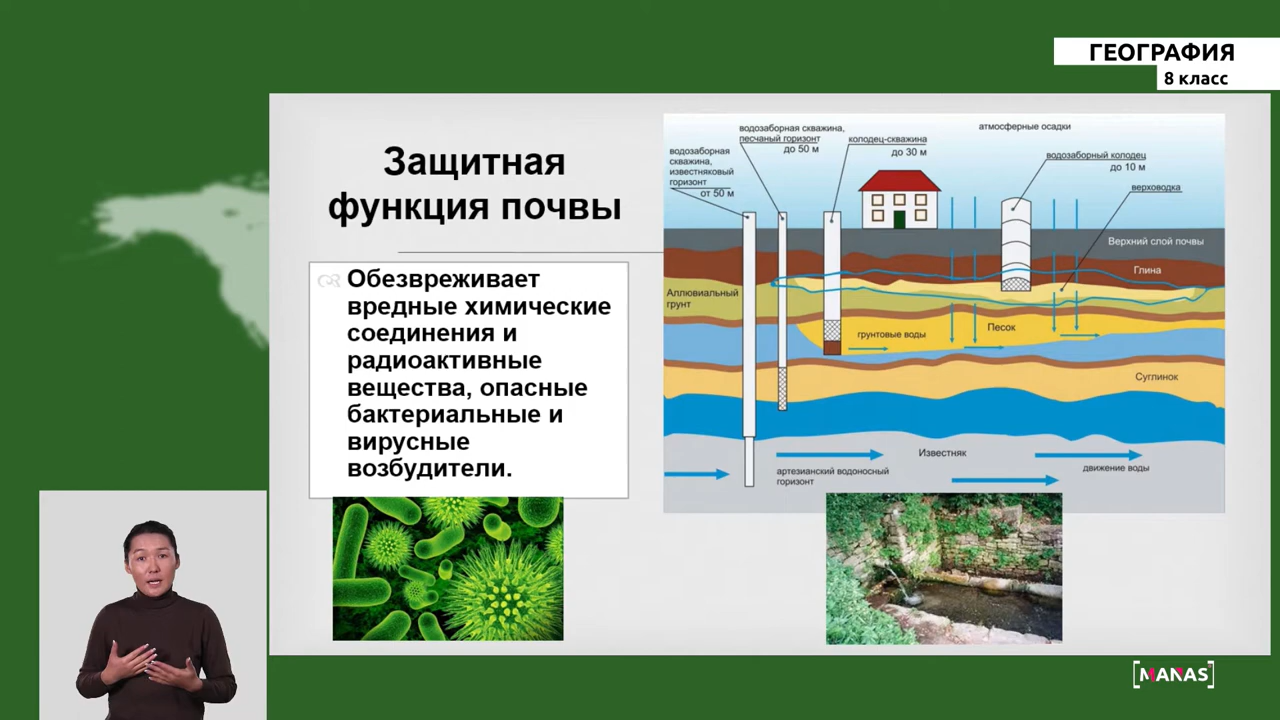 ГЕОГРАФИЯ
8 класс
Защитная
функция почвы
Обезвреживает
вредные химические
соединения и
радиоактивные
вещества, опасные
бактериальные и
вирусные
возбудители.
водозаборная
скважина,
известняковый
горизонт
от 50 м
водозаборная скважина,
песчаный горизонт
до 50 м
колодец-скважина
до 30 м
атмосферные осадки
водозаборный колодец
до 10 м
верховодка
Верхний слой почвы
Глина
Аллювиальный
грунт
грунтовые воды
Песок
Суглинок
Известняк
артезианский водоносный
горизонт
движение воды
MANAS